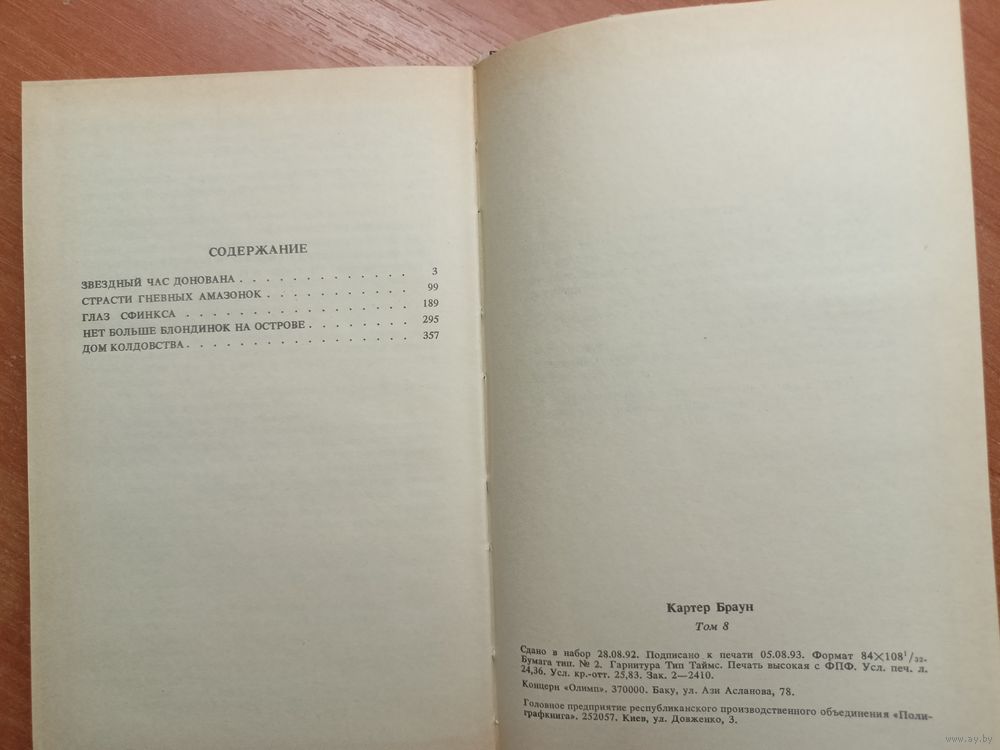 СОДЕРЖАНИЕ
ЗВЕЗДНЫЙ ЧАС ДОНОВАНА . . . . . . . . . . . . . 3
СТРАСТИ ГНЕВНЫХ АМАЗОНОК . . . . . . . . . . . 99
ГЛАЗ СФИНКСА . . . . . . . . . . . . . . . . . 189
НЕТ БОЛЬШЕ БЛОНДИНОК НА ОСТРОВЕ . . . . . . . . 295
ДОМ КОЛДОВСТВА . . . . . . . . . . . . . . . . . 357
Картер Браун
Том 8
Сдано в набор 28.08.92. Подписано к печати 05.08.93. Формат 84×108¹/₃₂.
Бумага тип. № 2. Гарнитура Тип Таймс. Печать высокая с ФПФ. Усл. печ. л.
24,36. Усл. кр.-отт. 25,83. Зак. 2—2410.
Концерн «Олимп». 370000. Баку, ул. Ази Асланова, 78.
Головное предприятие республиканского производственного объединения «Поли-
графкнига». 252057. Киев, ул. Довженко, 3.
www.ay.by